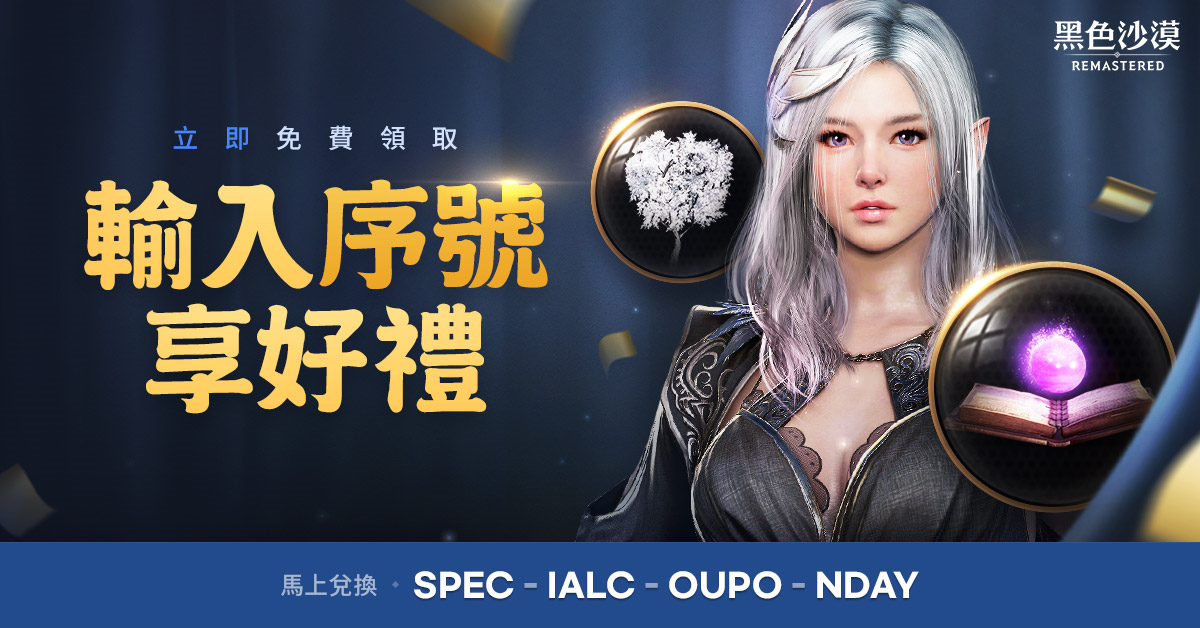 黑色沙漠
REMASTERED
立即免費領取
輸入序號
享好禮
馬上兌換 · SPEC - IALC - OUPO - NDAY